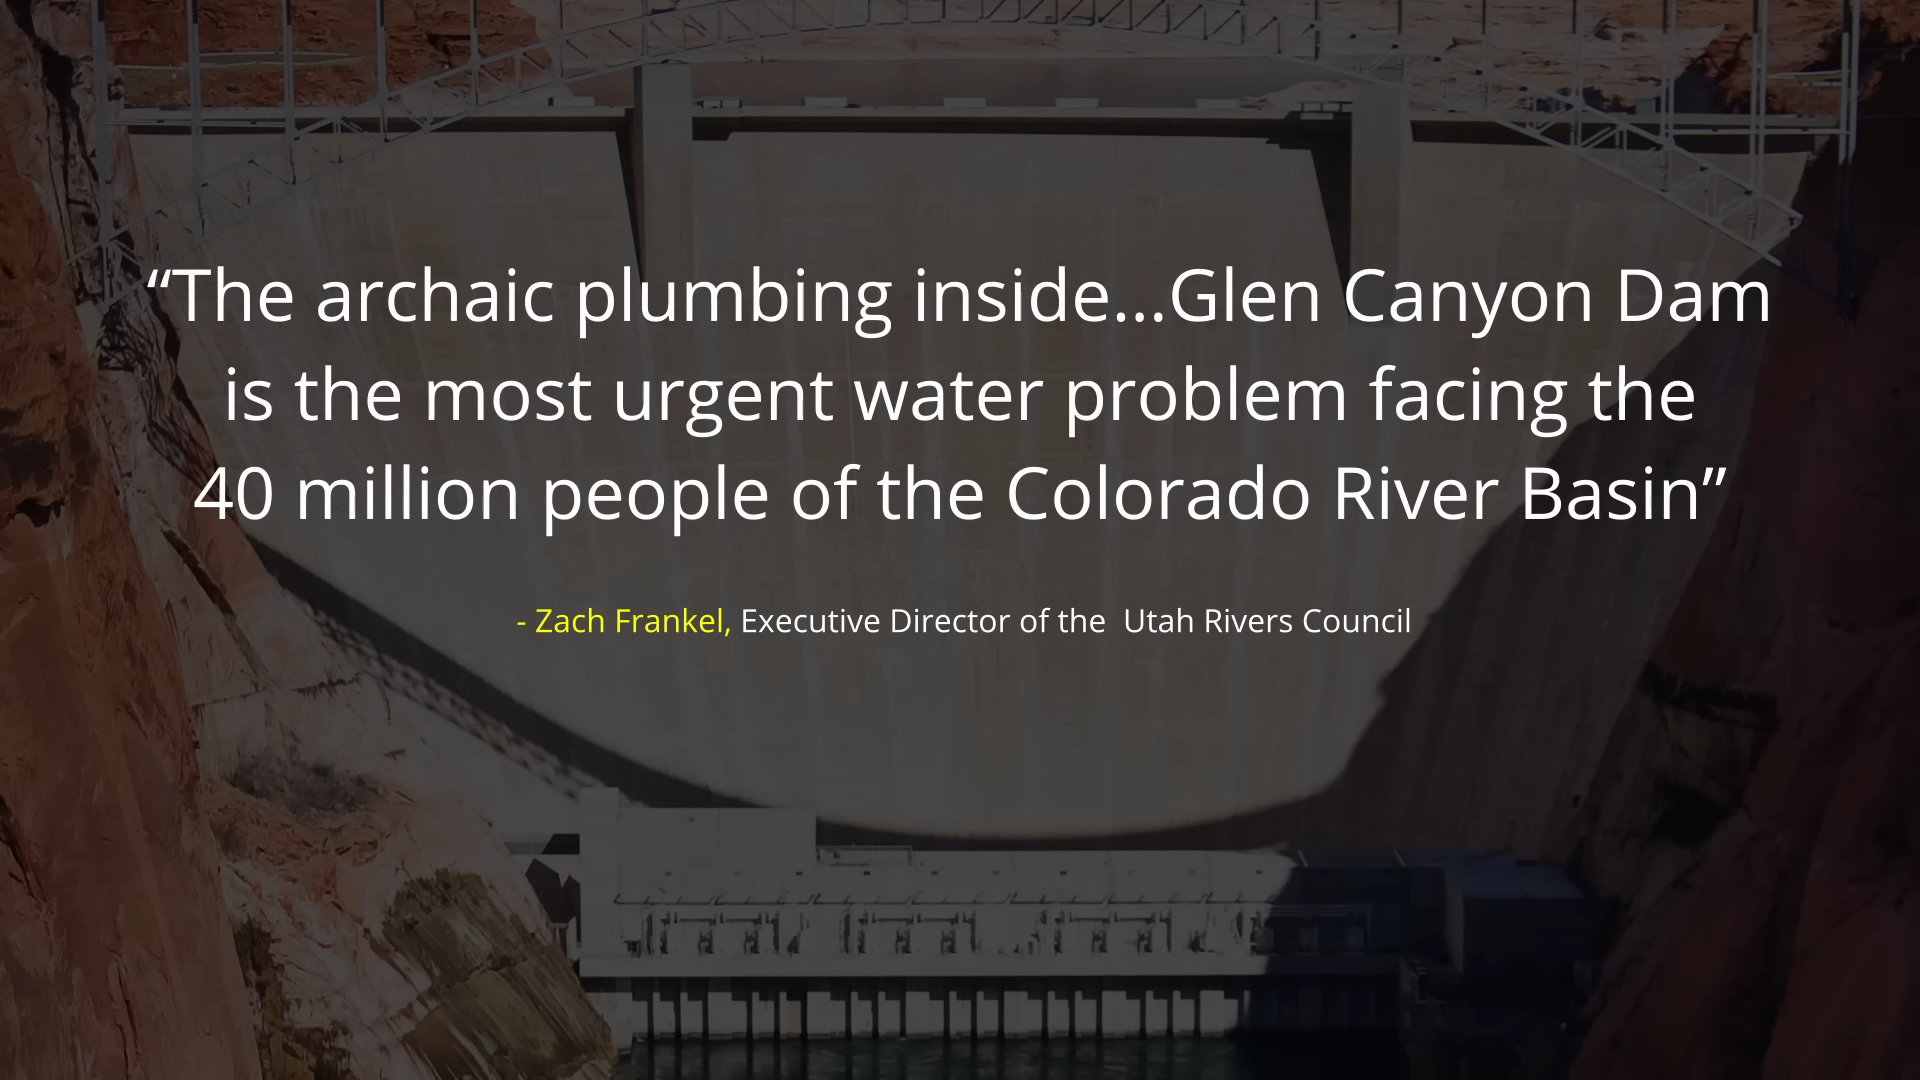 “The archaic plumbing inside...Glen Canyon Dam
is the most urgent water problem facing the
40 million people of the Colorado River Basin”
- Zach Frankel, Executive Director of the  Utah Rivers Council